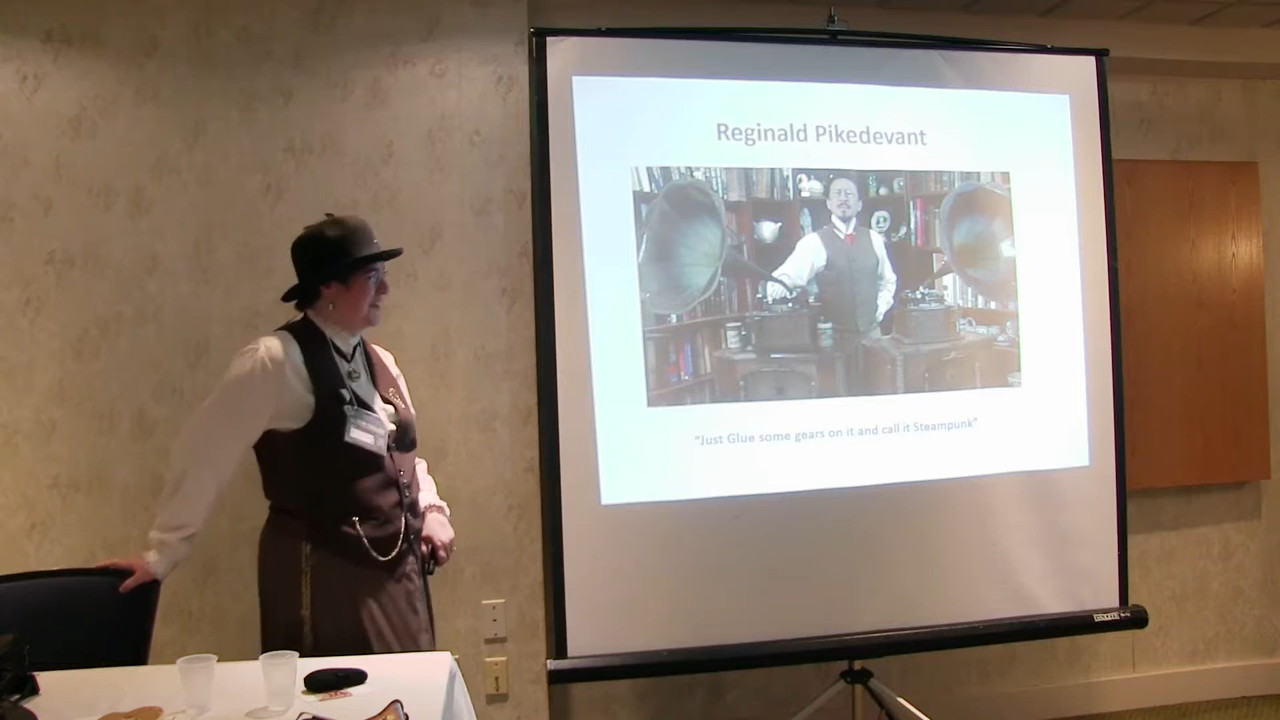 Reginald Pikedevant
"Just Glue some gears on it and call it Steampunk"